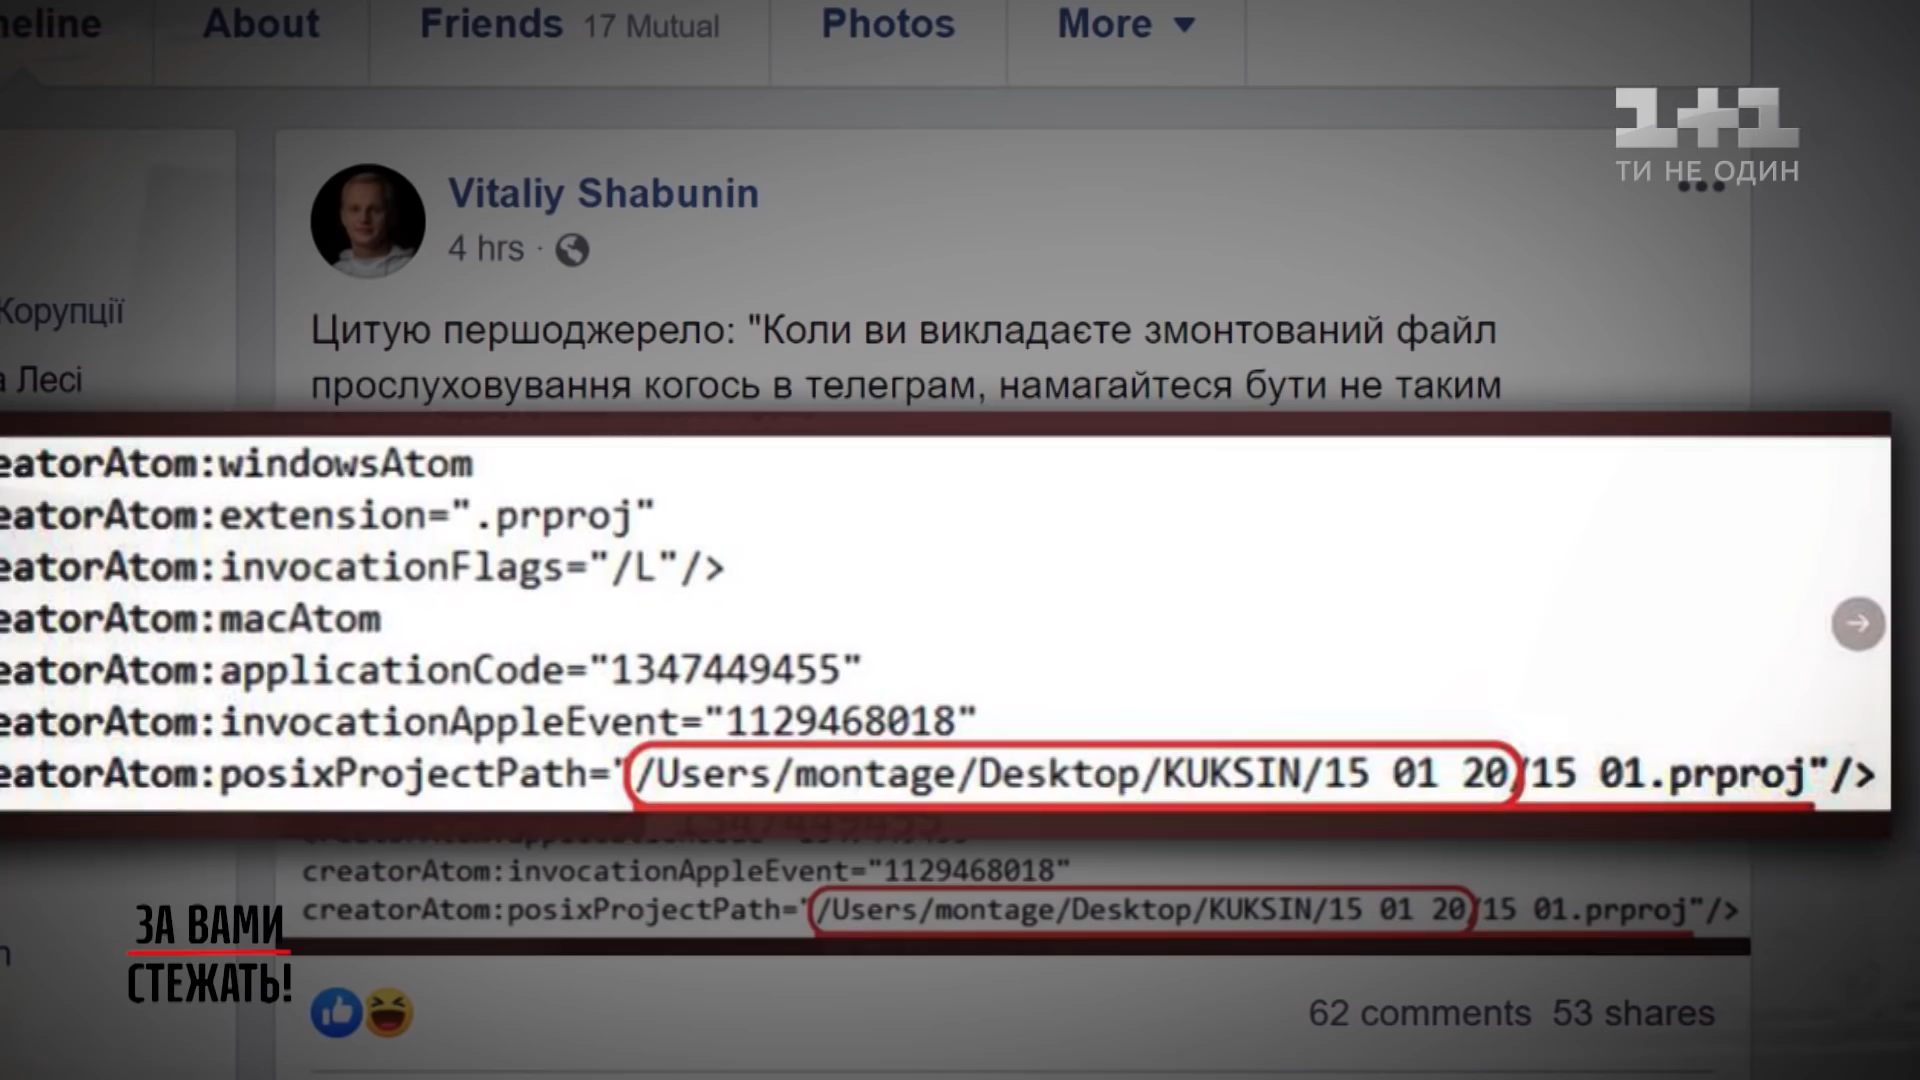 About
Friends 17 Mutual
Photos
More
1+1
ТИ НЕ ОДИН
Vitaliy Shabunin
4 hrs ·
Корупції
Лесі
Цитую першоджерело: "Коли ви викладаєте змонтований файл
прослуховування когось в телеграм, намагайтеся бути не таким
eatorAtom:windowsAtom
eatorAtom:extension=".prproj"
eatorAtom:invocationFlags="/L"/>
eatorAtom:macAtom
eatorAtom:applicationCode="1347449455"
eatorAtom:invocationAppleEvent="1129468018"
eatorAtom:posixProjectPath="/Users/montage/Desktop/KUKSIN/15 01 20/15 01.prproj"/>
creatorAtom:invocationAppleEvent="1129468018"
creatorAtom:posixProjectPath="/Users/montage/Desktop/KUKSIN/15 01 20/15 01.prproj"/>
ЗА ВАМИ
СТЕЖАТЬ!
62 comments 53 shares